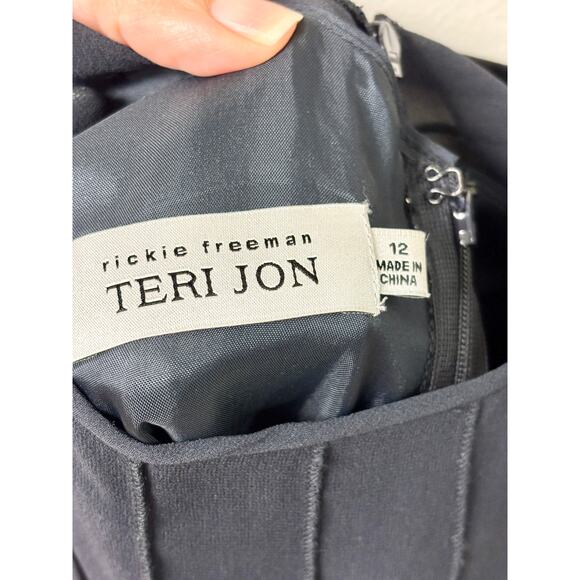 rickie freeman
TERI JON
12
MADE IN
CHINA